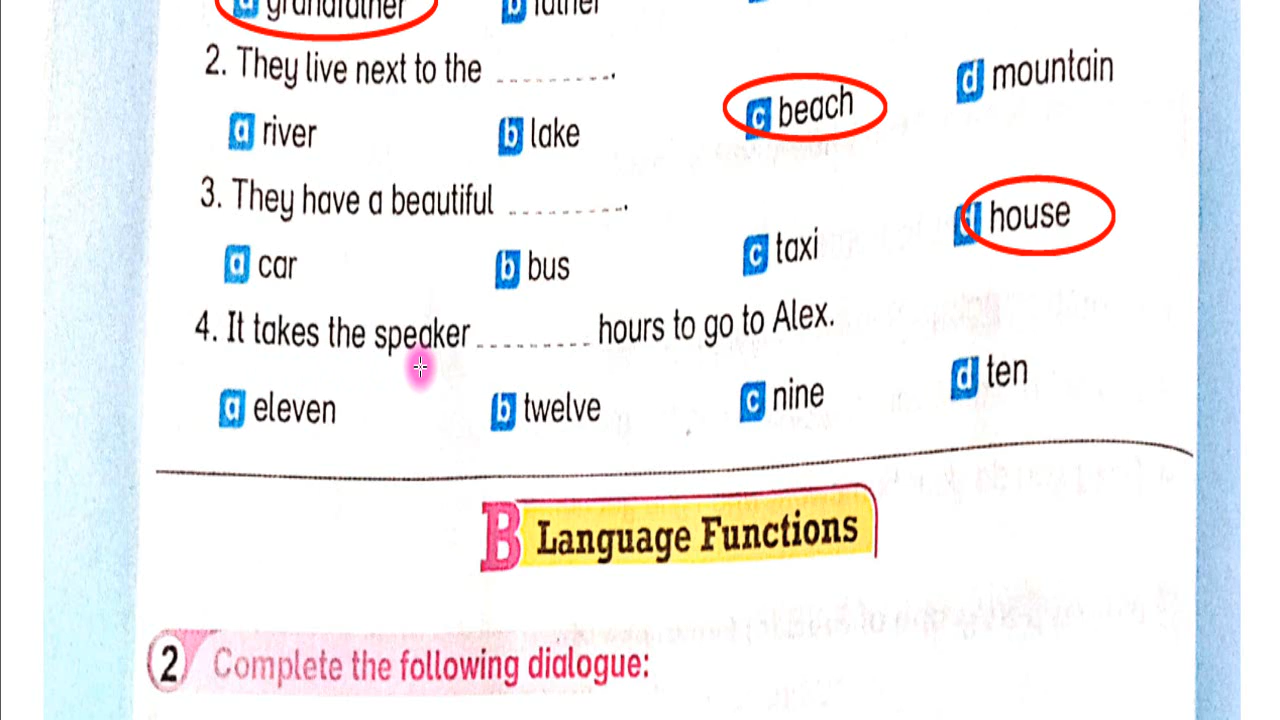 a grandfather b father
2. They live next to the _ _ _ _ _ _ _ _ _.
a river b lake c beach d mountain
3. They have a beautiful _ _ _ _ _ _ _ _ _.
a car b bus c taxi d house
4. It takes the speaker _ _ _ _ _ _ _ _ _ hours to go to Alex.
a eleven b twelve c nine d ten
B Language Functions
2 Complete the following dialogue: